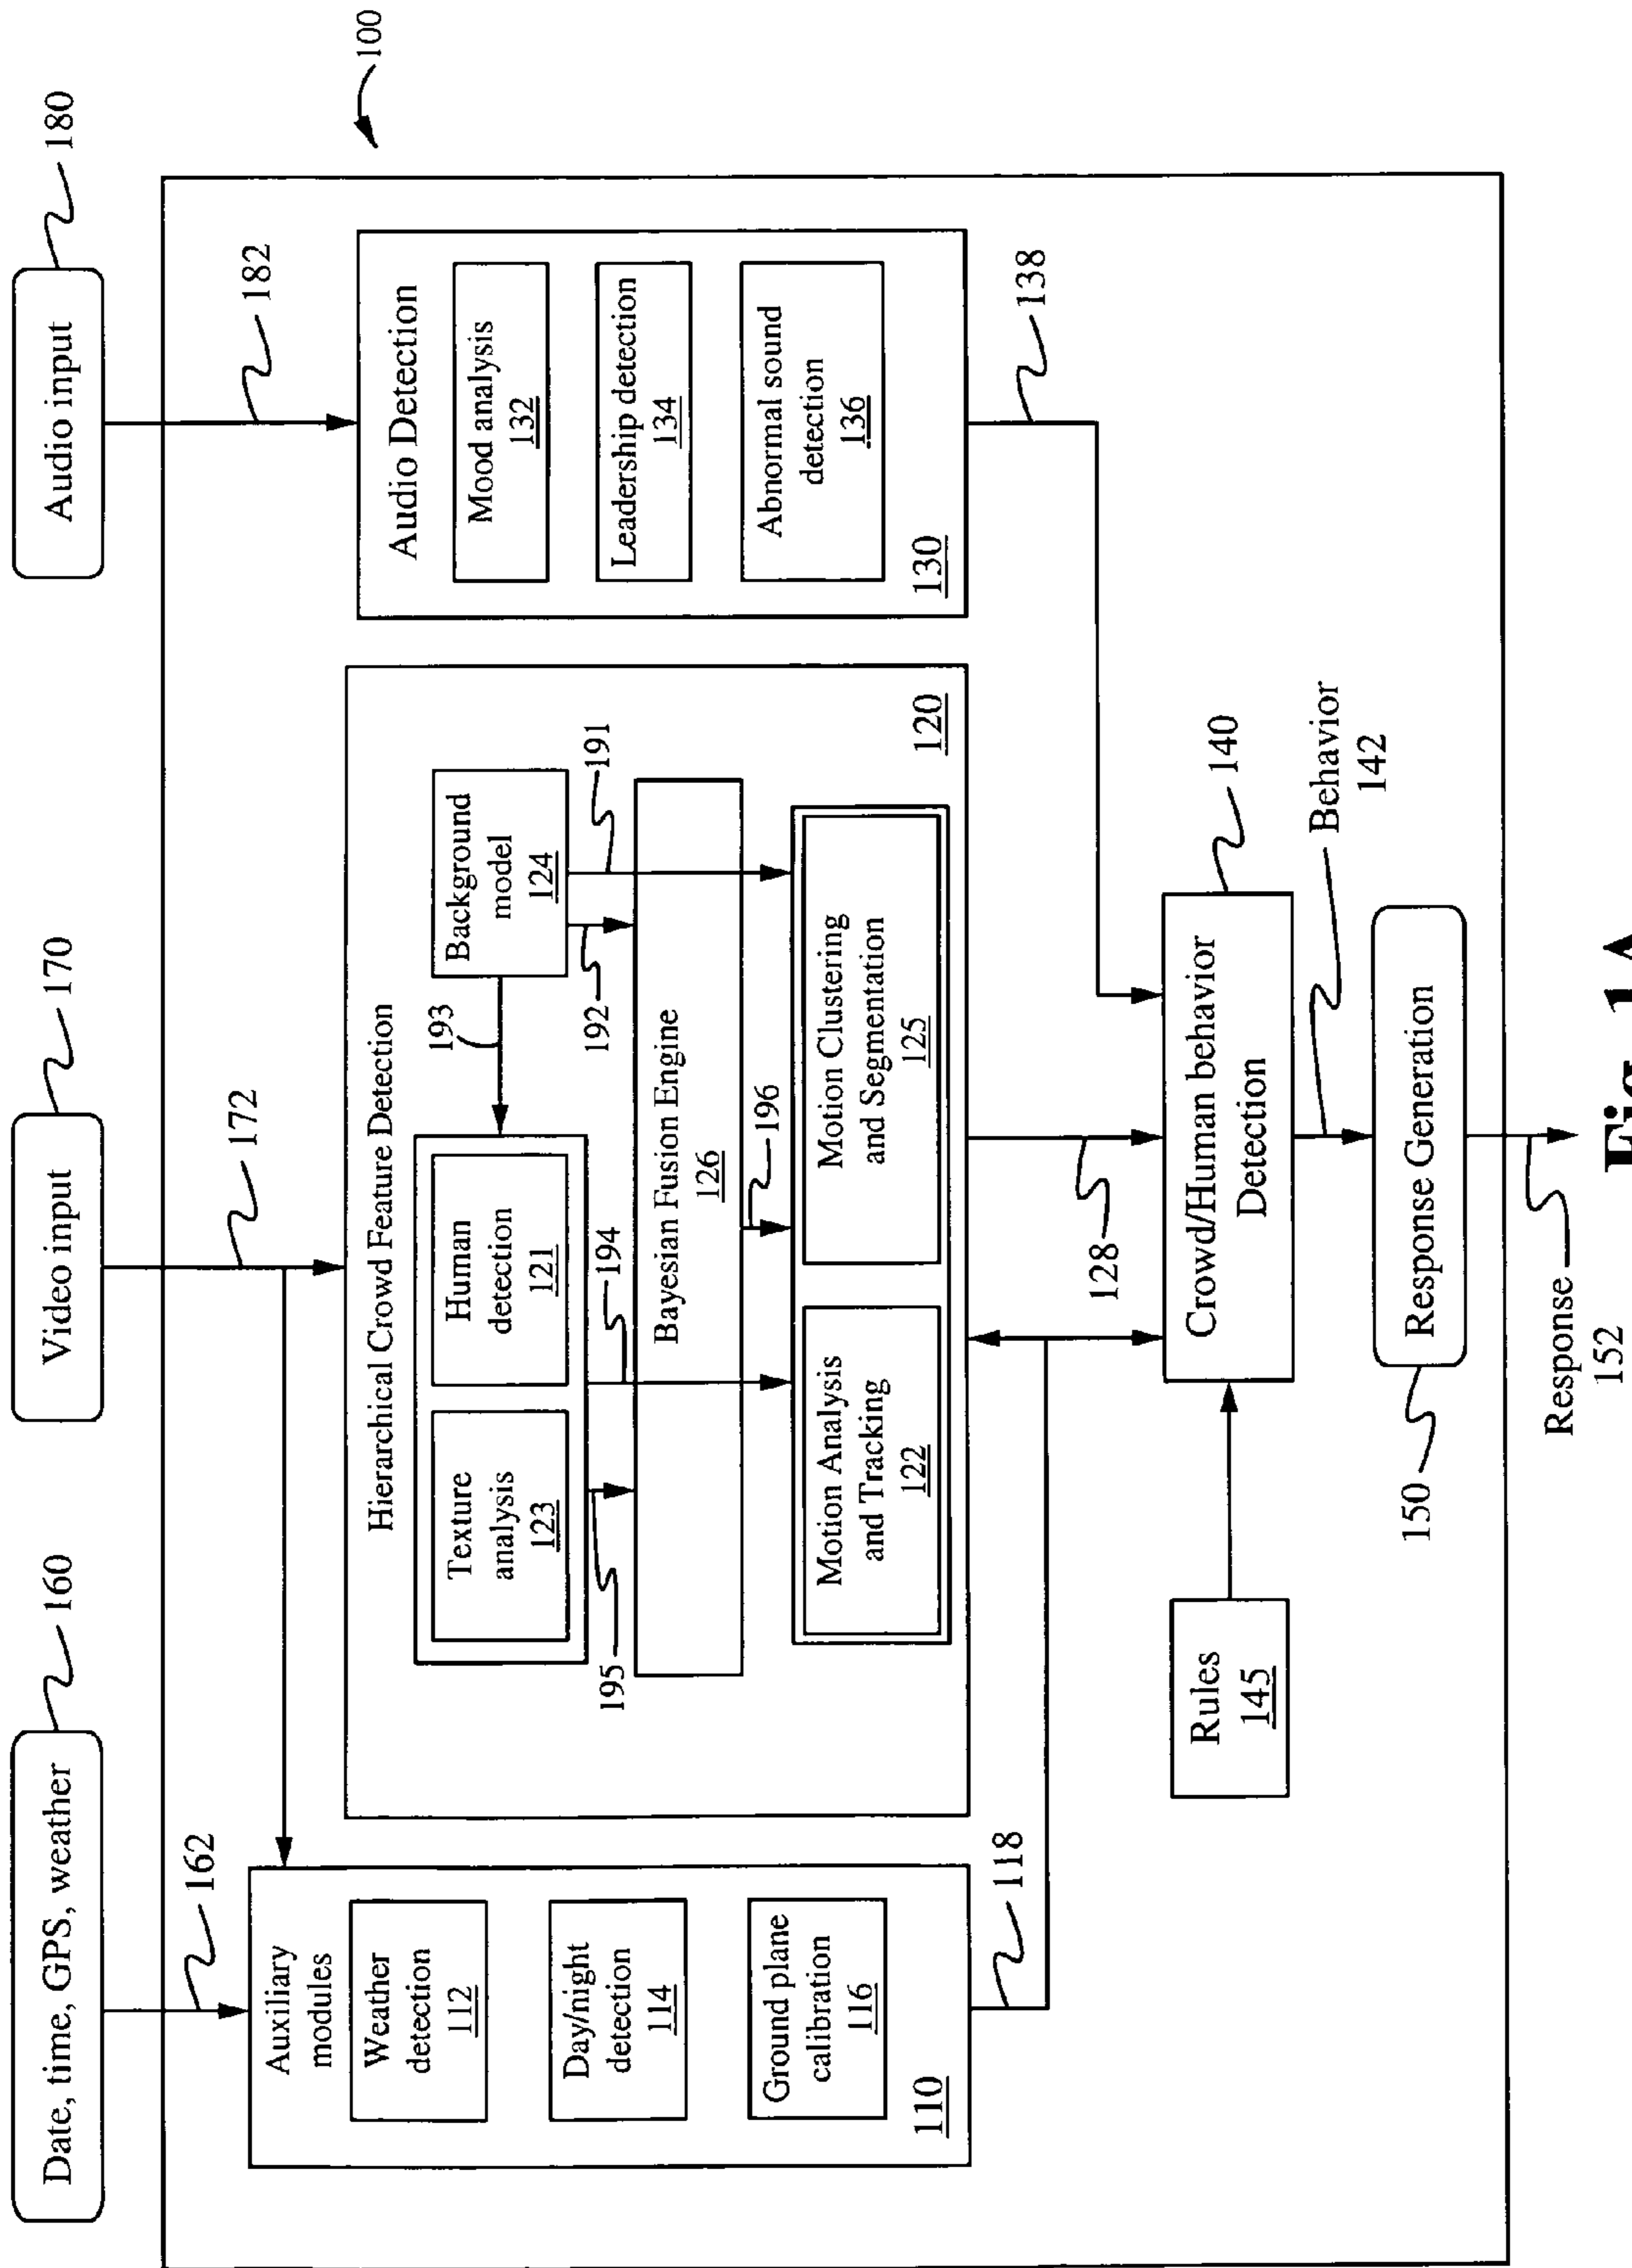 Date, time, GPS, weather
160
Video input
170
Audio input
180
162
172
182
100
Auxiliary
modules
Weather
detection
112
Day/night
detection
114
Ground plane
calibration
116
110
118
Hierarchical Crowd Feature Detection
Texture
analysis
123
Human
detection
121
193
Background
model
124
195
194
192
191
Bayesian Fusion Engine
126
196
Motion Analysis
and Tracking
122
Motion Clustering
and Segmentation
125
120
128
Audio Detection
Mood analysis
132
Leadership detection
134
Abnormal sound
detection
136
130
138
Rules
145
Crowd/Human behavior
Detection
140
Behavior
142
150
Response Generation
Response
152
Fig. 1A